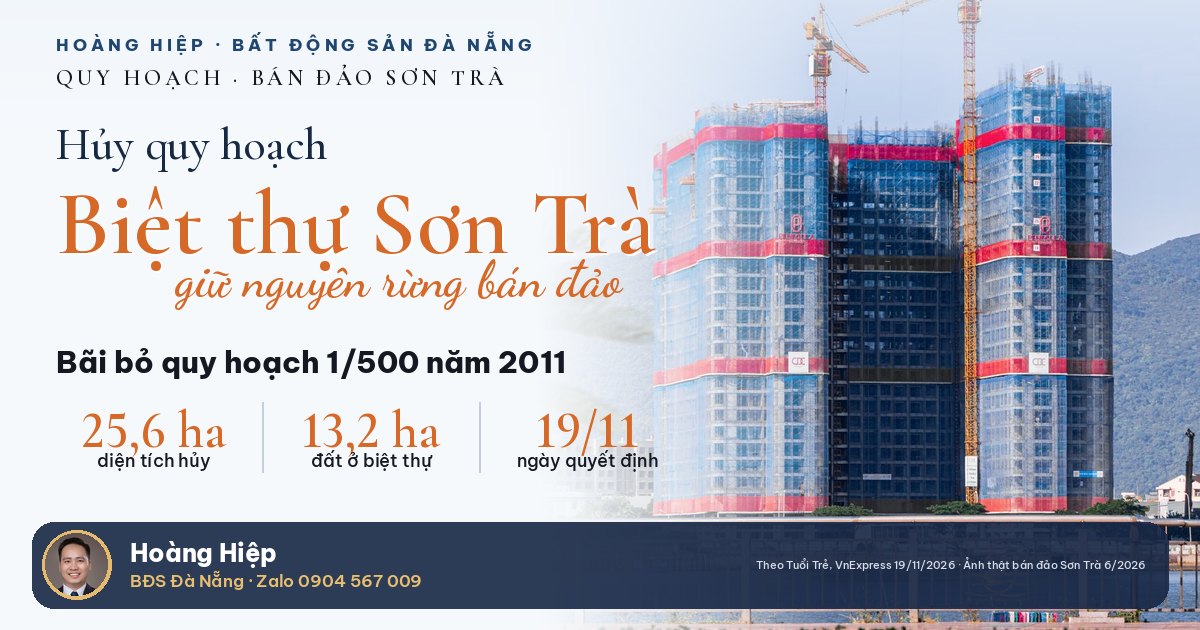 HOÀNG HIỆP · BẤT ĐỘNG SẢN ĐÀ NẴNG
QUY HOẠCH · BÁN ĐẢO SƠN TRÀ
Hủy quy hoạch
Biệt thự Sơn Trà
giữ nguyên rừng bán đảo
Bãi bỏ quy hoạch 1/500 năm 2011
25,6 ha
diện tích hủy
13,2 ha
đất ở biệt thự
19/11
ngày quyết định
Hoàng Hiệp
BĐS Đà Nẵng · Zalo 0904 567 009
Theo Tuổi Trẻ, VnExpress 19/11/2026 · Ảnh thật bán đảo Sơn Trà 6/2026